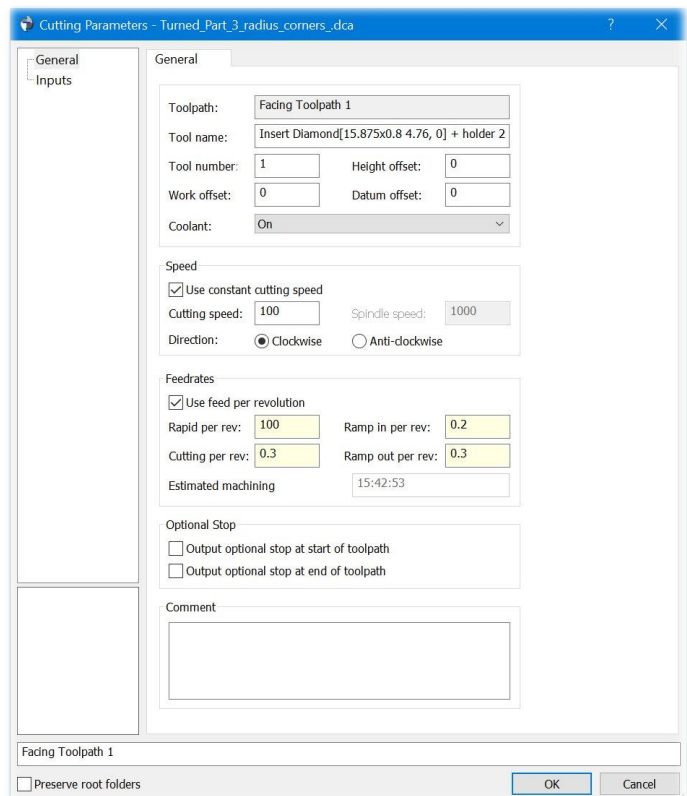 Cutting Parameters - Turned_Part_3_radius_corners_.dca ? ×
General
Inputs
General
Toolpath: Facing Toolpath 1
Tool name: Insert Diamond[15.875x0.8 4.76, 0] + holder 2
Tool number: 1 Height offset: 0
Work offset: 0 Datum offset: 0
Coolant: On
Speed
Use constant cutting speed
Cutting speed: 100 Spindle speed: 1000
Direction: Clockwise Anti-clockwise
Feedrates
Use feed per revolution
Rapid per rev: 100 Ramp in per rev: 0.2
Cutting per rev: 0.3 Ramp out per rev: 0.3
Estimated machining 15:42:53
Optional Stop
Output optional stop at start of toolpath
Output optional stop at end of toolpath
Comment
Facing Toolpath 1
Preserve root folders OK Cancel